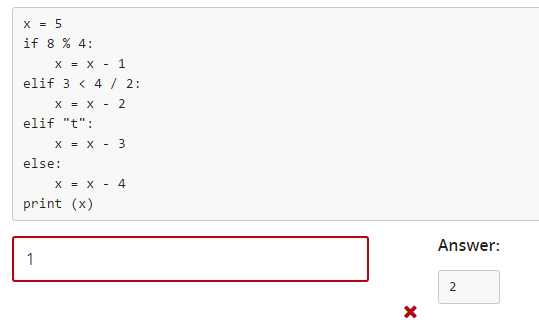 x = 5
if 8 % 4:
    x = x - 1
elif 3 < 4 / 2:
    x = x - 2
elif "t":
    x = x - 3
else:
    x = x - 4
print (x)
1
Answer:
2